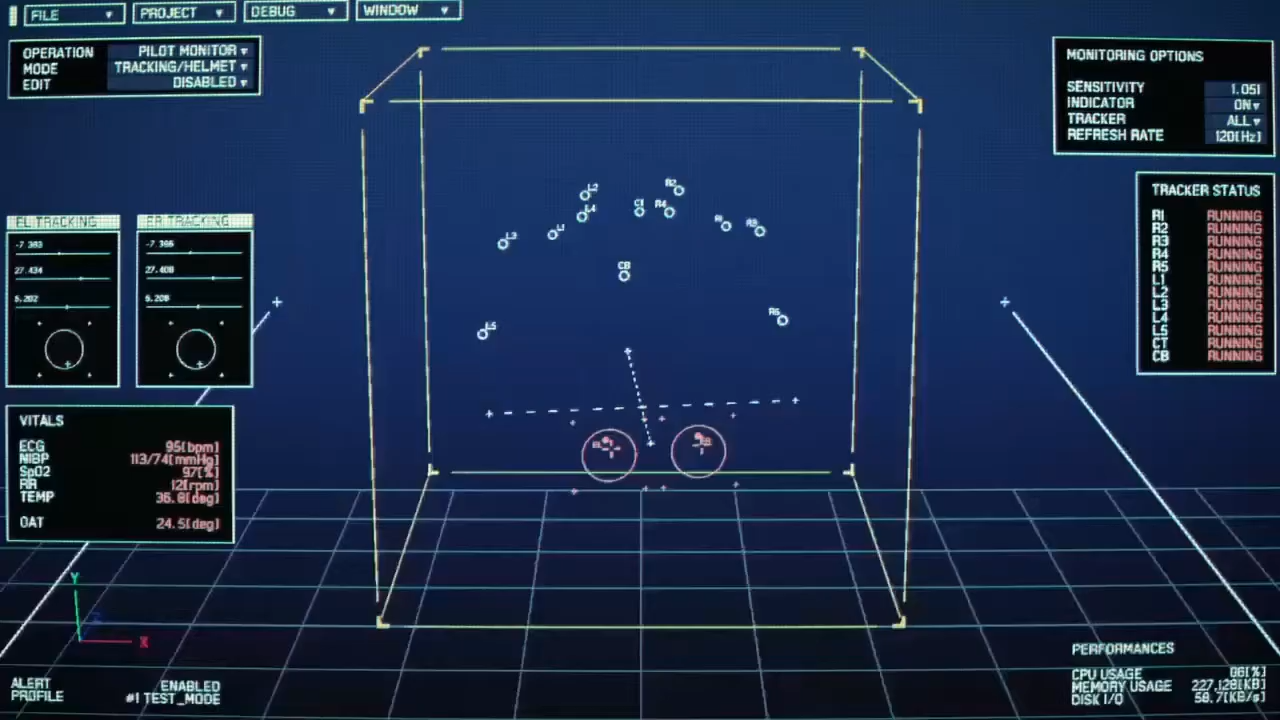 FILE PROJECT DEBUG WINDOW
OPERATION PILOT MONITOR
MODE TRACKING/HELMET
EDIT DISABLED
MONITORING OPTIONS
SENSITIVITY 1.051
INDICATOR ON
TRACKER ALL
REFRESH RATE 120[Hz]
TRACKER STATUS
R1 RUNNING
R2 RUNNING
R3 RUNNING
R4 RUNNING
R5 RUNNING
L1 RUNNING
L2 RUNNING
L3 RUNNING
L4 RUNNING
L5 RUNNING
CT RUNNING
CB RUNNING
L2 R2
L4 CT R4
L3 L1 R1 R3
CB
L5 R5
EL TRACKING
-7.383
27.434
5.202
ER TRACKING
27.408
5.208
VITALS
ECG 95[bpm]
NIBP 113/74[mmHg]
SpO2 97[%]
RR 12[rpm]
TEMP 36.8[deg]
OAT 24.5[deg]
Y
Z
X
ALERT ENABLED
PROFILE #1 TEST_MODE
PERFORMANCES
CPU USAGE [%]
MEMORY USAGE 227,128[KB]
DISK I/O 58.7[KB/s]